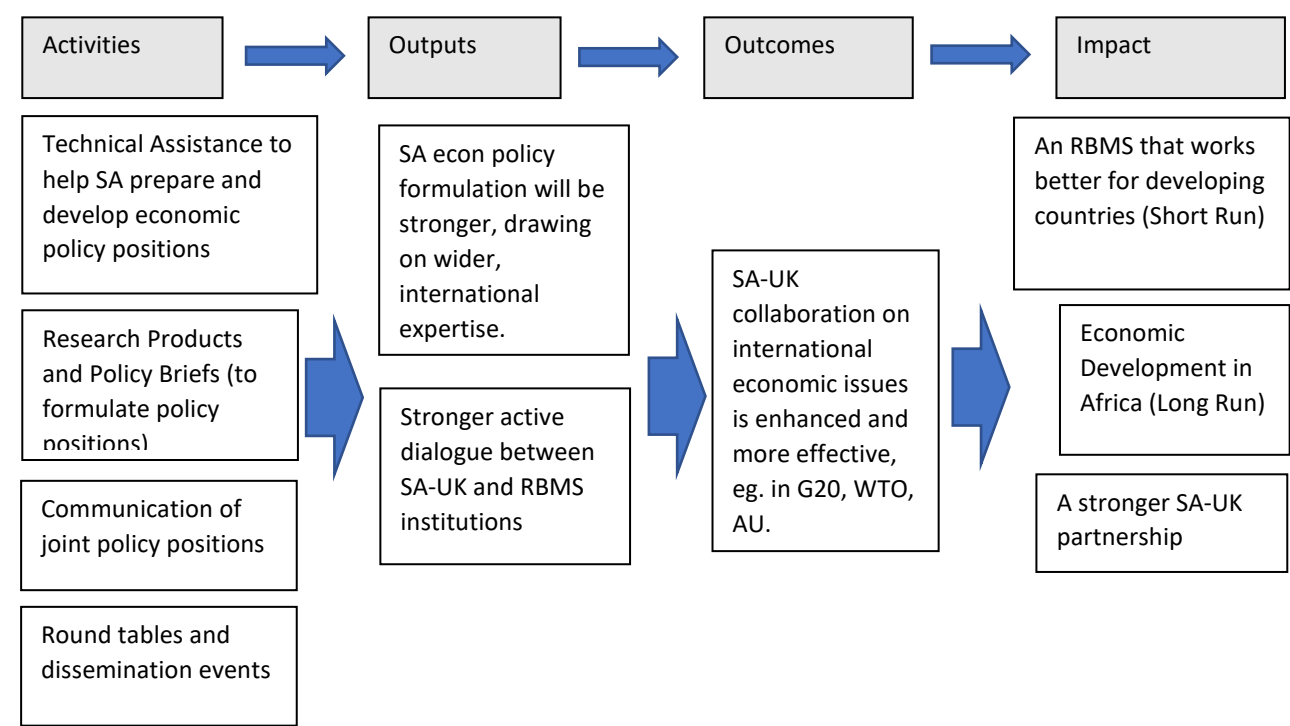 Activities
Outputs
Outcomes
Impact
Technical Assistance to
help SA prepare and
develop economic
policy positions
Research Products
and Policy Briefs (to
formulate policy
positions)
Communication of
joint policy positions
Round tables and
dissemination events
SA econ policy
formulation will be
stronger, drawing
on wider,
international
expertise.
Stronger active
dialogue between
SA-UK and RBMS
institutions
SA-UK
collaboration on
international
economic issues
is enhanced and
more effective,
eg. in G20, WTO,
AU.
An RBMS that works
better for developing
countries (Short Run)
Economic
Development in
Africa (Long Run)
A stronger SA-UK
partnership